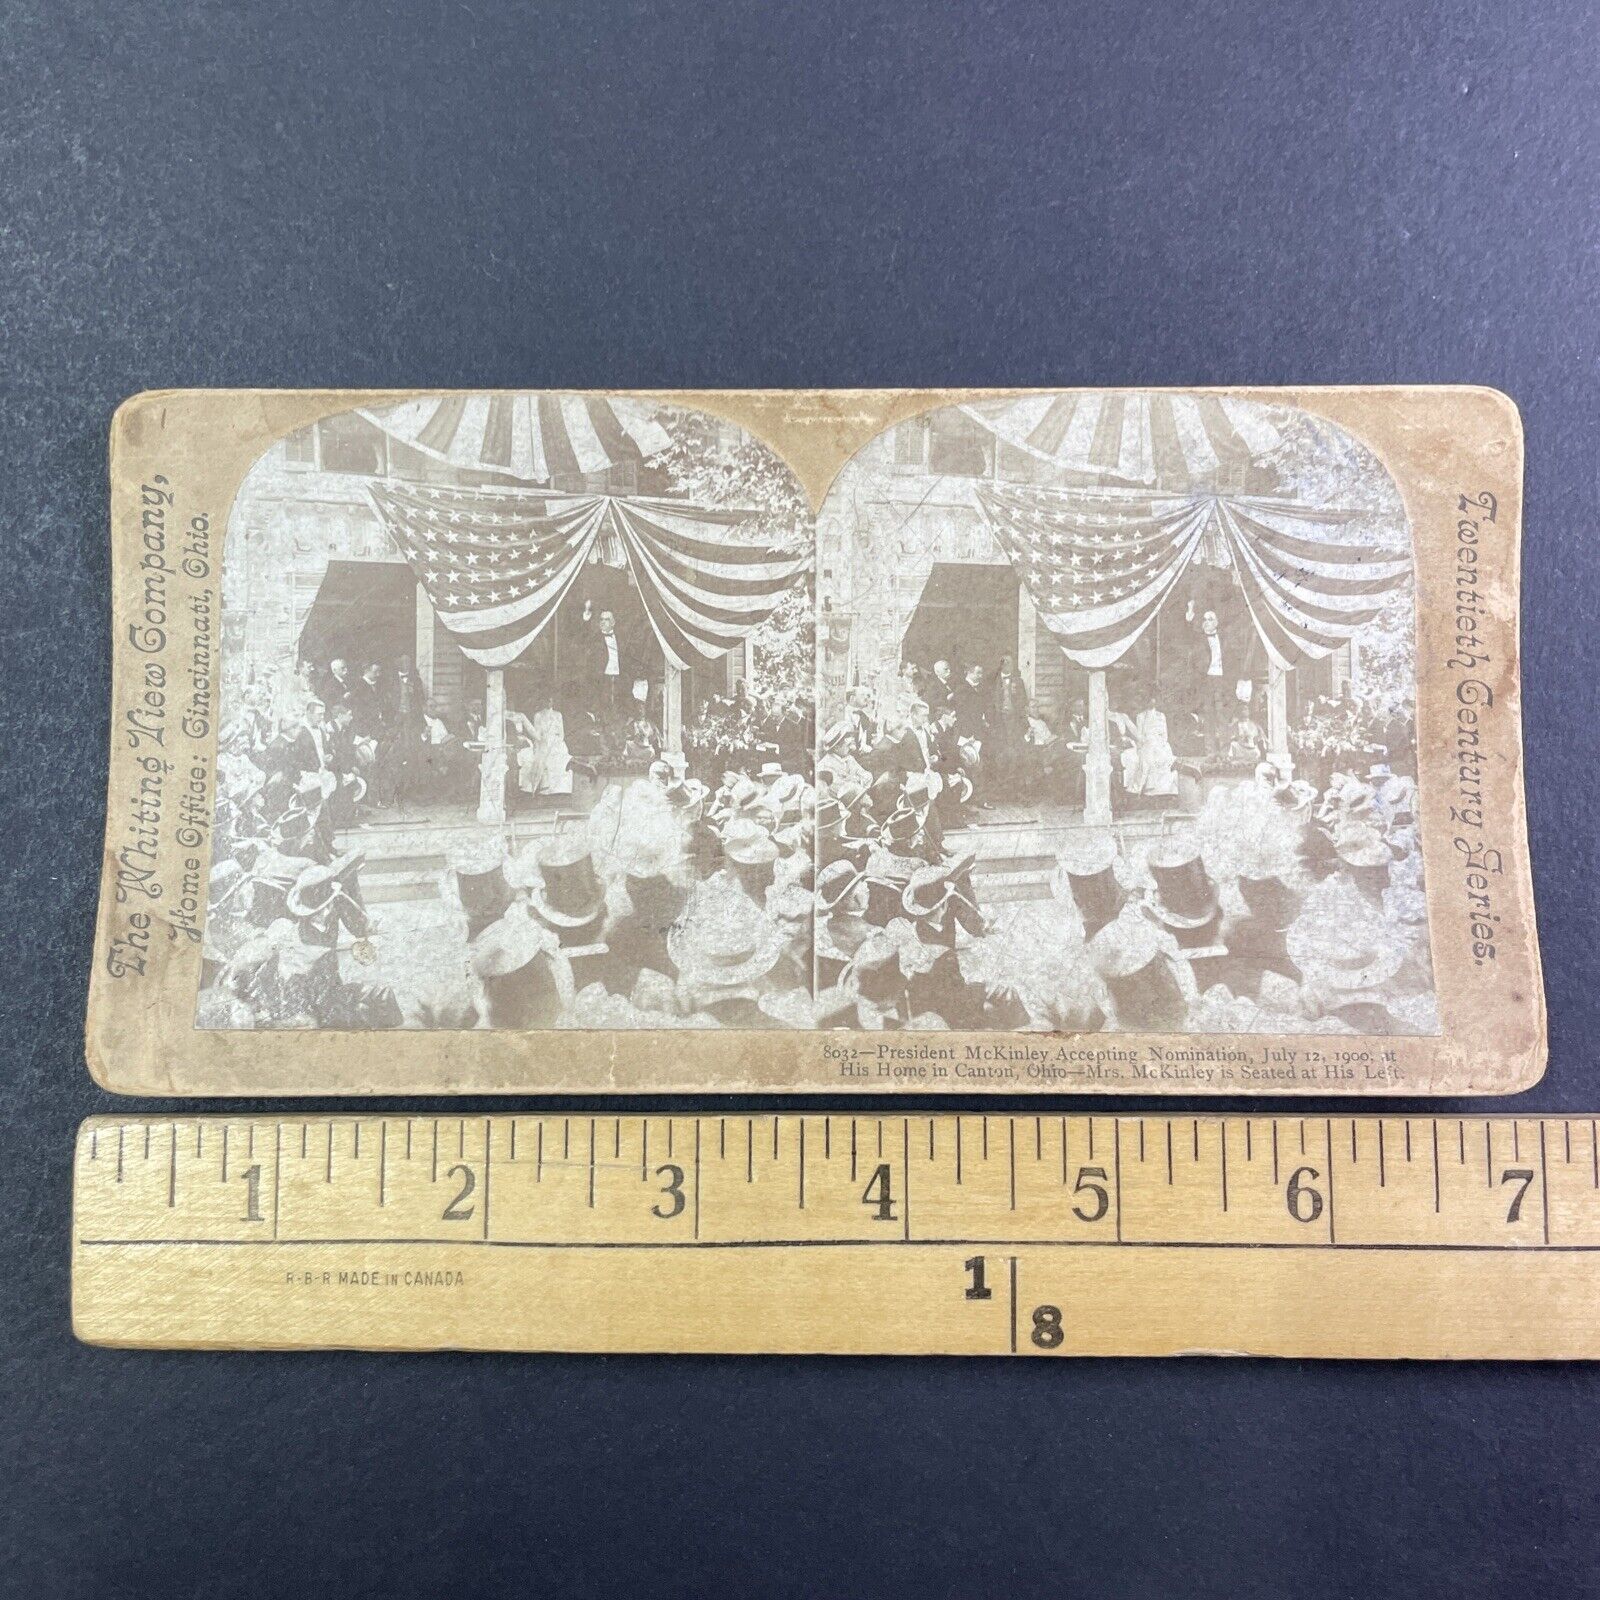 The Whiting View Company,
Home Office: Cincinnati, Ohio.
Twentieth Century Series.
8032—President McKinley Accepting Nomination, July 12, 1900, at
His Home in Canton, Ohio—Mrs. McKinley is Seated at His Left.
1 2 3 4 5 6 7
R-B-R MADE IN CANADA
1 8